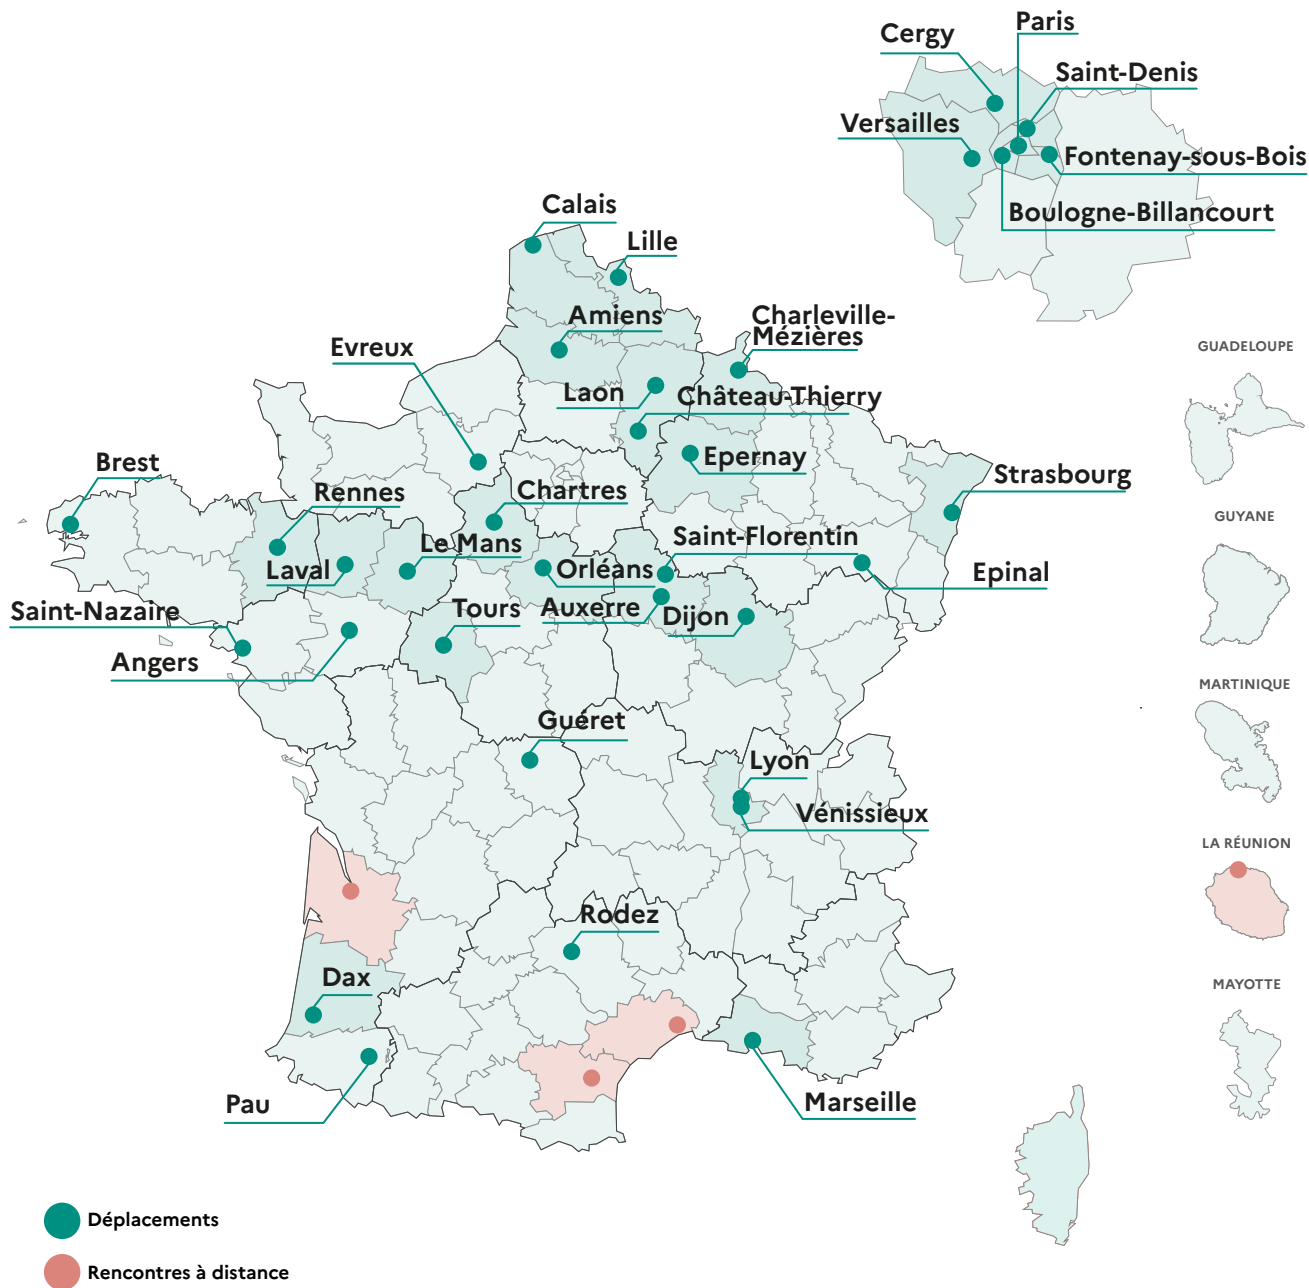 Paris
Cergy
Saint-Denis
Versailles
Fontenay-sous-Bois
Boulogne-Billancourt
Calais
Lille
Amiens
Charleville-
Mézières
Evreux
Laon
Château-Thierry
GUADELOUPE
Brest
Rennes
Chartres
Epernay
Strasbourg
Laval
Le Mans
Orléans
Saint-Florentin
Epinal
GUYANE
Saint-Nazaire
Tours
Auxerre
Dijon
Angers
MARTINIQUE
Guéret
Lyon
Vénissieux
LA RÉUNION
Rodez
Dax
MAYOTTE
Pau
Marseille
Déplacements
Rencontres à distance